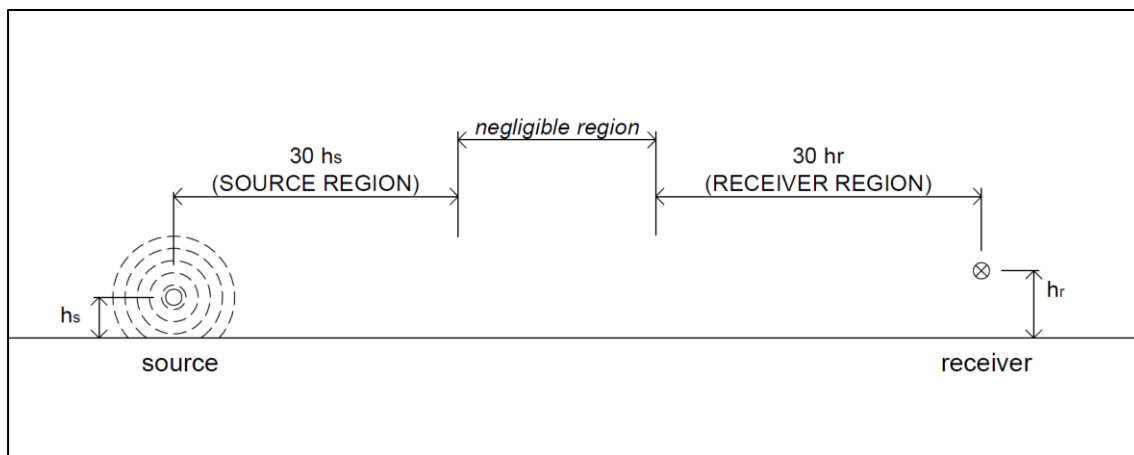 negligible region
30 hs
(SOURCE REGION)
30 hr
(RECEIVER REGION)
hs
hr
source
receiver